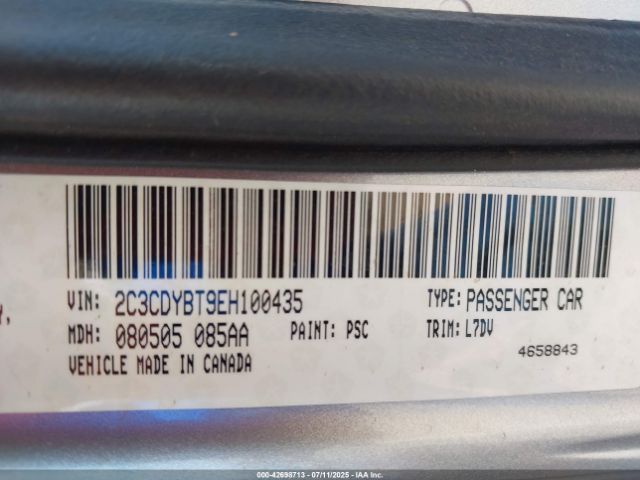 Y.
VIN: 2C3CDYBT9EH100435 TYPE: PASSENGER CAR
MDH: 080505 085AA PAINT: PSC TRIM: L7DV
VEHICLE MADE IN CANADA 4658843
000-42698713 - 07/11/2025 - IAA Inc.